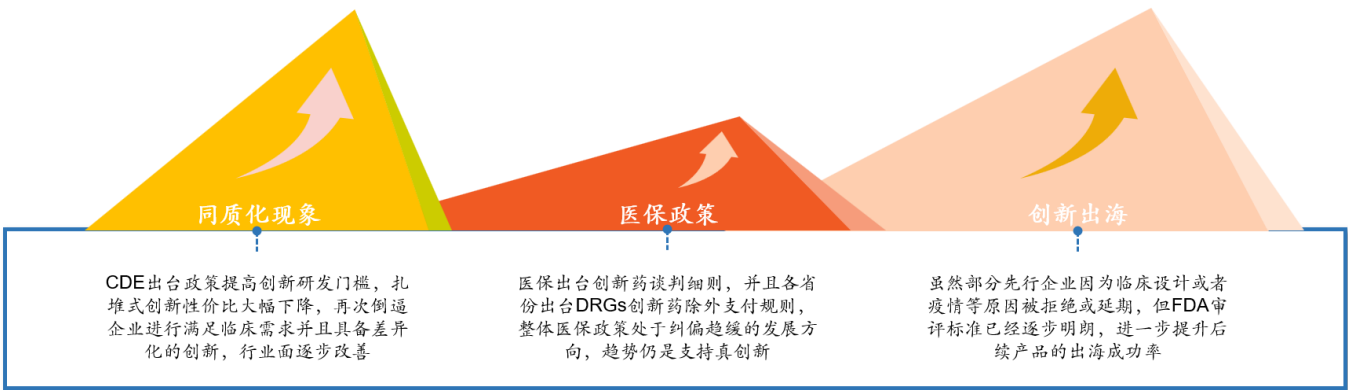 同质化现象
CDE出台政策提高创新研发门槛，扎
堆式创新性价比大幅下降，再次倒逼
企业进行满足临床需求并且具备差异
化的创新，行业面逐步改善
医保政策
医保出台创新药谈判细则，并且各省
份出台DRGs创新药除外支付规则，
整体医保政策处于纠偏趋缓的发展方
向，趋势仍是支持真创新
创新出海
虽然部分先行企业因为临床设计或者
疫情等原因被拒绝或延期，但FDA审
评标准已经逐步明朗，进一步提升后
续产品的出海成功率